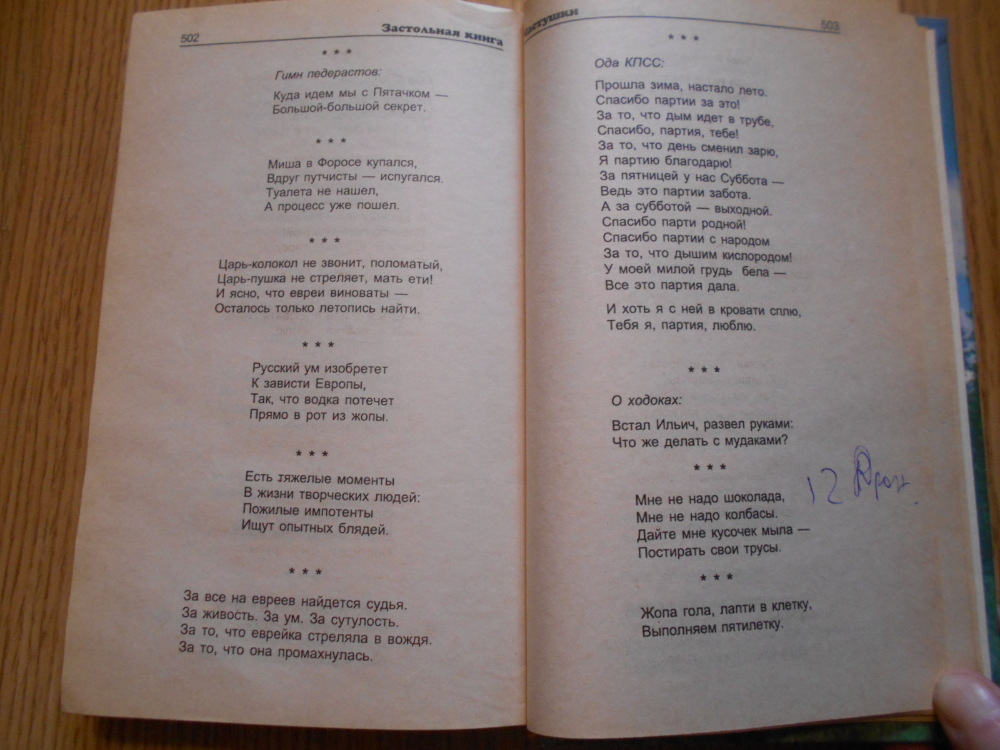 502
Застольная книга
* * *
Гимн педерастов:
Куда идем мы с Пятачком —
Большой-большой секрет.
* * *
Миша в Форосе купался,
Вдруг путчисты — испугался.
Туалета не нашел,
А процесс уже пошел.
* * *
Царь-колокол не звонит, поломатый,
Царь-пушка не стреляет, мать ети!
И ясно, что евреи виноваты —
Осталось только летопись найти.
* * *
Русский ум изобретет
К зависти Европы,
Так, что водка потечет
Прямо в рот из жопы.
* * *
Есть тяжелые моменты
В жизни творческих людей:
Пожилые импотенты
Ищут опытных блядей.
* * *
За все на евреев найдется судья.
За живость. За ум. За сутулость.
За то, что еврейка стреляла в вождя.
За то, что она промахнулась.
астушки
503
* * *
Ода КПСС:
Прошла зима, настало лето.
Спасибо партии за это!
За то, что дым идет в трубе,
Спасибо, партия, тебе!
За то, что день сменил зарю,
Я партию благодарю!
За пятницей у нас Суббота —
Ведь это партии забота.
А за субботой — выходной.
Спасибо парти родной!
Спасибо партии с народом
За то, что дышим кислородом!
У моей милой грудь бела —
Все это партия дала.
И хоть я с ней в кровати сплю,
Тебя я, партия, люблю.
* * *
О ходоках:
Встал Ильич, развел руками:
Что же делать с мудаками?
* * *
Мне не надо шоколада,
Мне не надо колбасы.
Дайте мне кусочек мыла —
Постирать свои трусы.
* * *
Жопа гола, лапти в клетку,
Выполняем пятилетку.
12